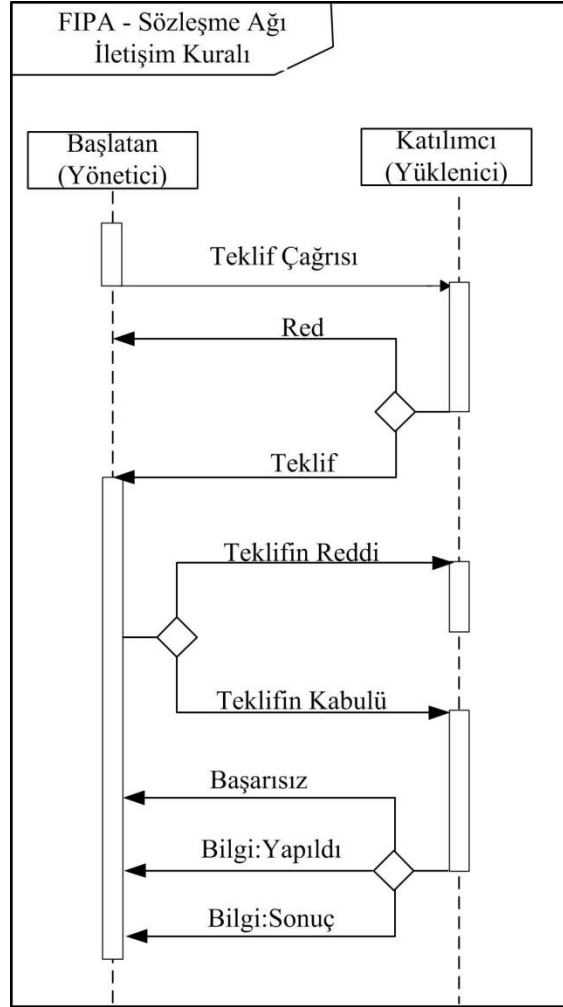 FIPA - Sözleşme Ağı
İletişim Kuralı
Başlatan
(Yönetici)
Katılımcı
(Yüklenici)
Teklif Çağrısı
Red
Teklif
Teklifin Reddi
Teklifin Kabulü
Başarısız
Bilgi:Yapıldı
Bilgi:Sonuç